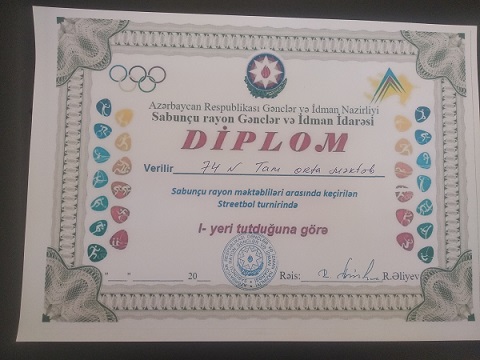 Azərbaycan Respublikası Gənclər və İdman Nazirliyi
Sabunçu rayon Gənclər və İdman İdarəsi
DİPLOM
Verilir 74 N Tam orta məktəb
Sabunçu rayon məktəbliləri arasında keçirilən
Streetbol turnirində
I- yeri tutduğuna görə
" " 20 Rəis: R.Əliyev